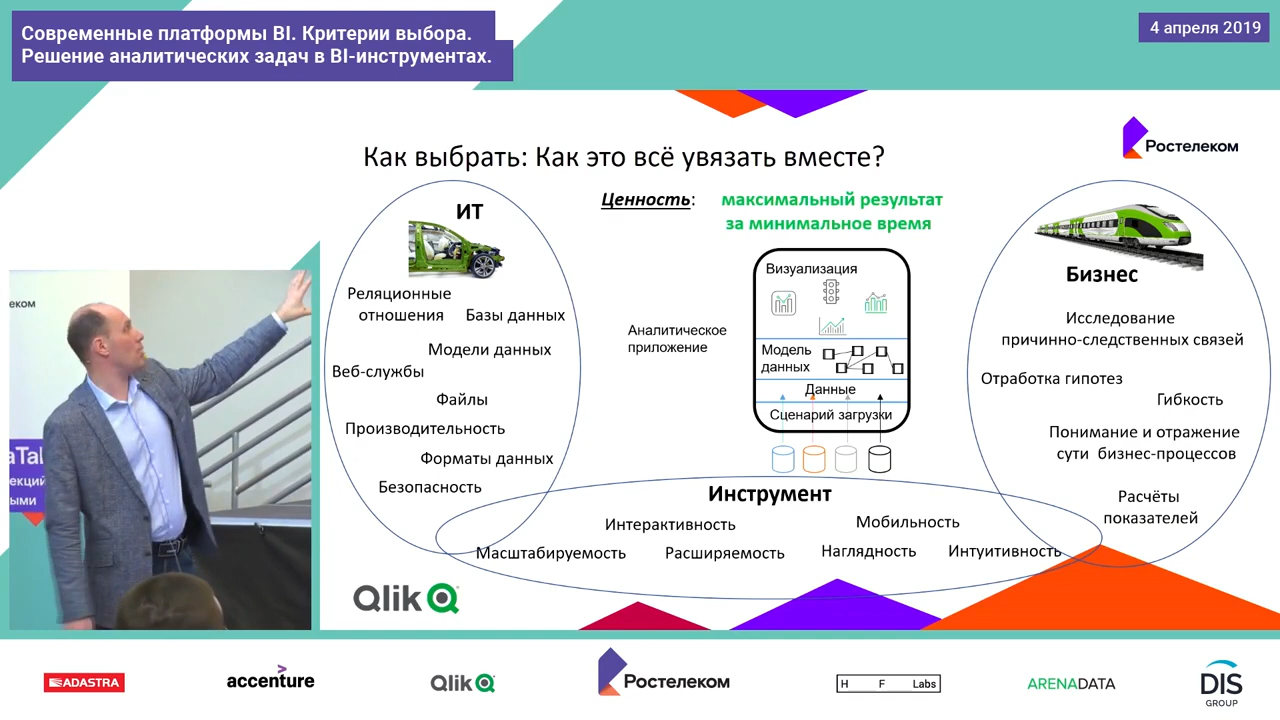 Современные платформы BI. Критерии выбора.
Решение аналитических задач в BI-инструментах.
4 апреля 2019
Ростелеком
Как выбрать: Как это всё увязать вместе?
ИТ
Реляционные
отношения
Базы данных
Модели данных
Веб-службы
Файлы
Производительность
Форматы данных
Безопасность
Ценность: максимальный результат
за минимальное время
Аналитическое
приложение
Визуализация
Модель
данных
Данные
Сценарий загрузки
Бизнес
Исследование
причинно-следственных связей
Отработка гипотез
Гибкость
Понимание и отражение
сути бизнес-процессов
Расчёты
показателей
Инструмент
Интерактивность
Мобильность
Масштабируемость
Расширяемость
Наглядность
Интуитивность
Qlik
еком
aTal
екций
ыми
ADASTRA
accenture
Qlik
Ростелеком
H F Labs
ARENADATA
DIS
GROUP